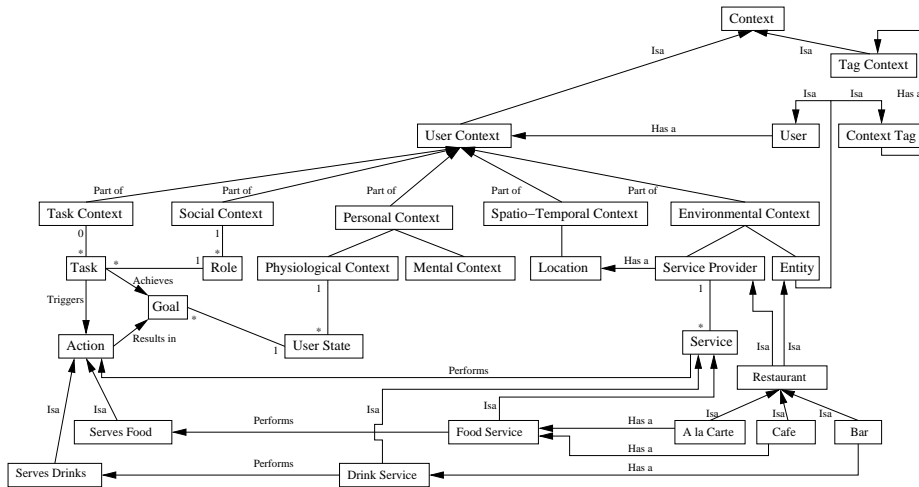 Context
Isa
Isa
Tag Context
Isa
Isa
Has a
User Context
Has a
User
Context Tag
Part of
Part of
Part of
Part of
Part of
Task Context
Social Context
Personal Context
Spatio-Temporal Context
Environmental Context
0
1
*
1
*
*
Task
Role
Physiological Context
Mental Context
Location
Has a
Service Provider
Entity
Achieves
Triggers
1
1
Goal
*
Results in
*
*
Action
1
User State
Service
Isa
Isa
Performs
Restaurant
Isa
Isa
Isa
Isa
Isa
Isa
Isa
Serves Food
Performs
Food Service
Has a
A la Carte
Cafe
Bar
Serves Drinks
Performs
Drink Service
Has a